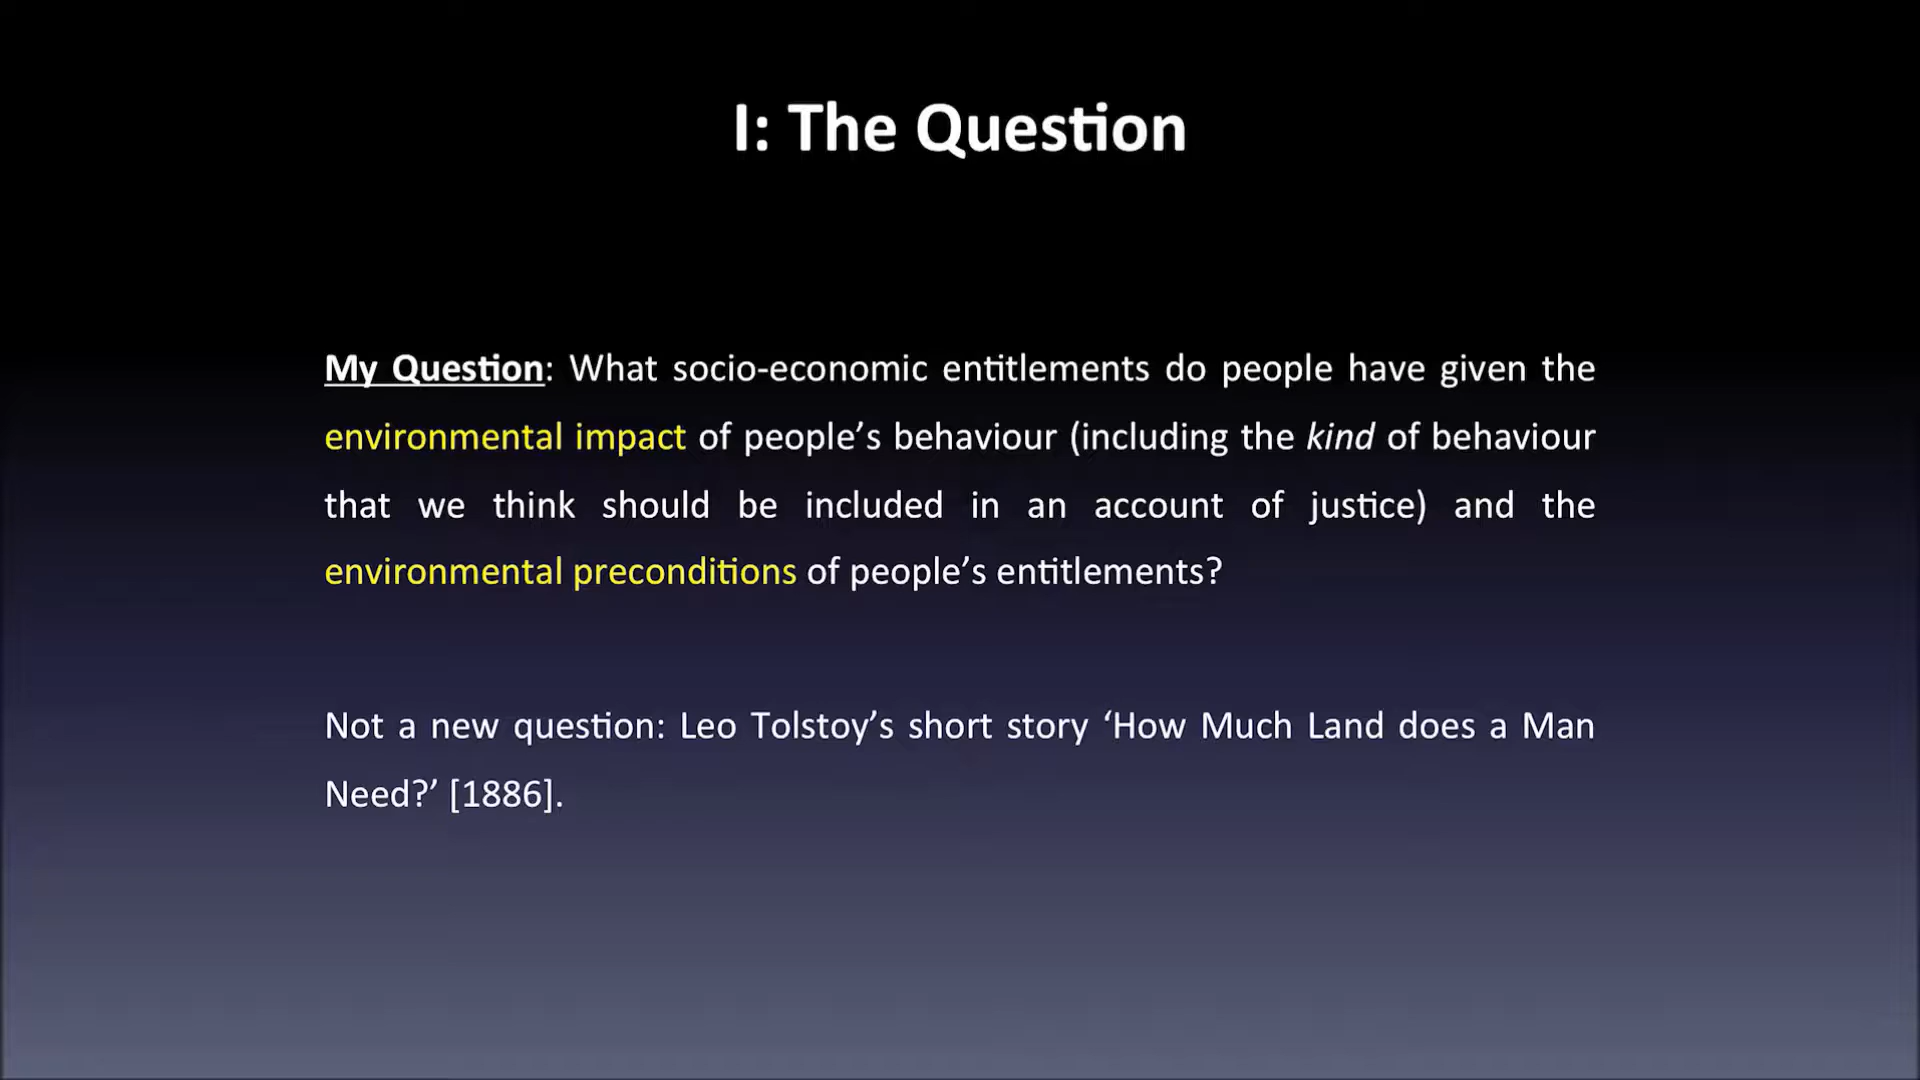 I: The Question
My Question: What socio-economic entitlements do people have given the
environmental impact of people’s behaviour (including the kind of behaviour
that we think should be included in an account of justice) and the
environmental preconditions of people’s entitlements?
Not a new question: Leo Tolstoy’s short story ‘How Much Land does a Man
Need?’ [1886].